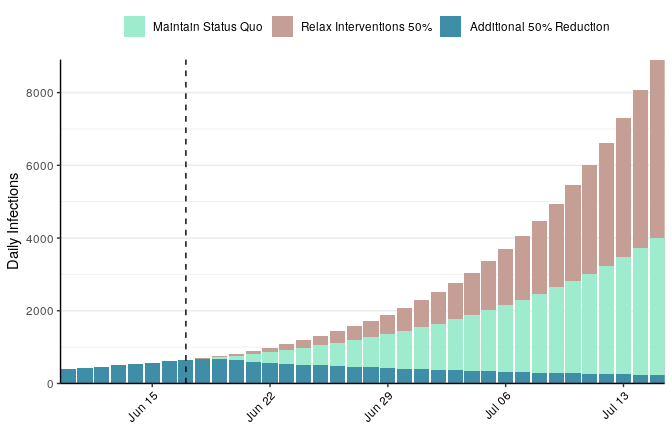 Maintain Status Quo Relax Interventions 50% Additional 50% Reduction
Daily Infections
8000
6000
4000
2000
0
Jun 15 Jun 22 Jun 29 Jul 06 Jul 13